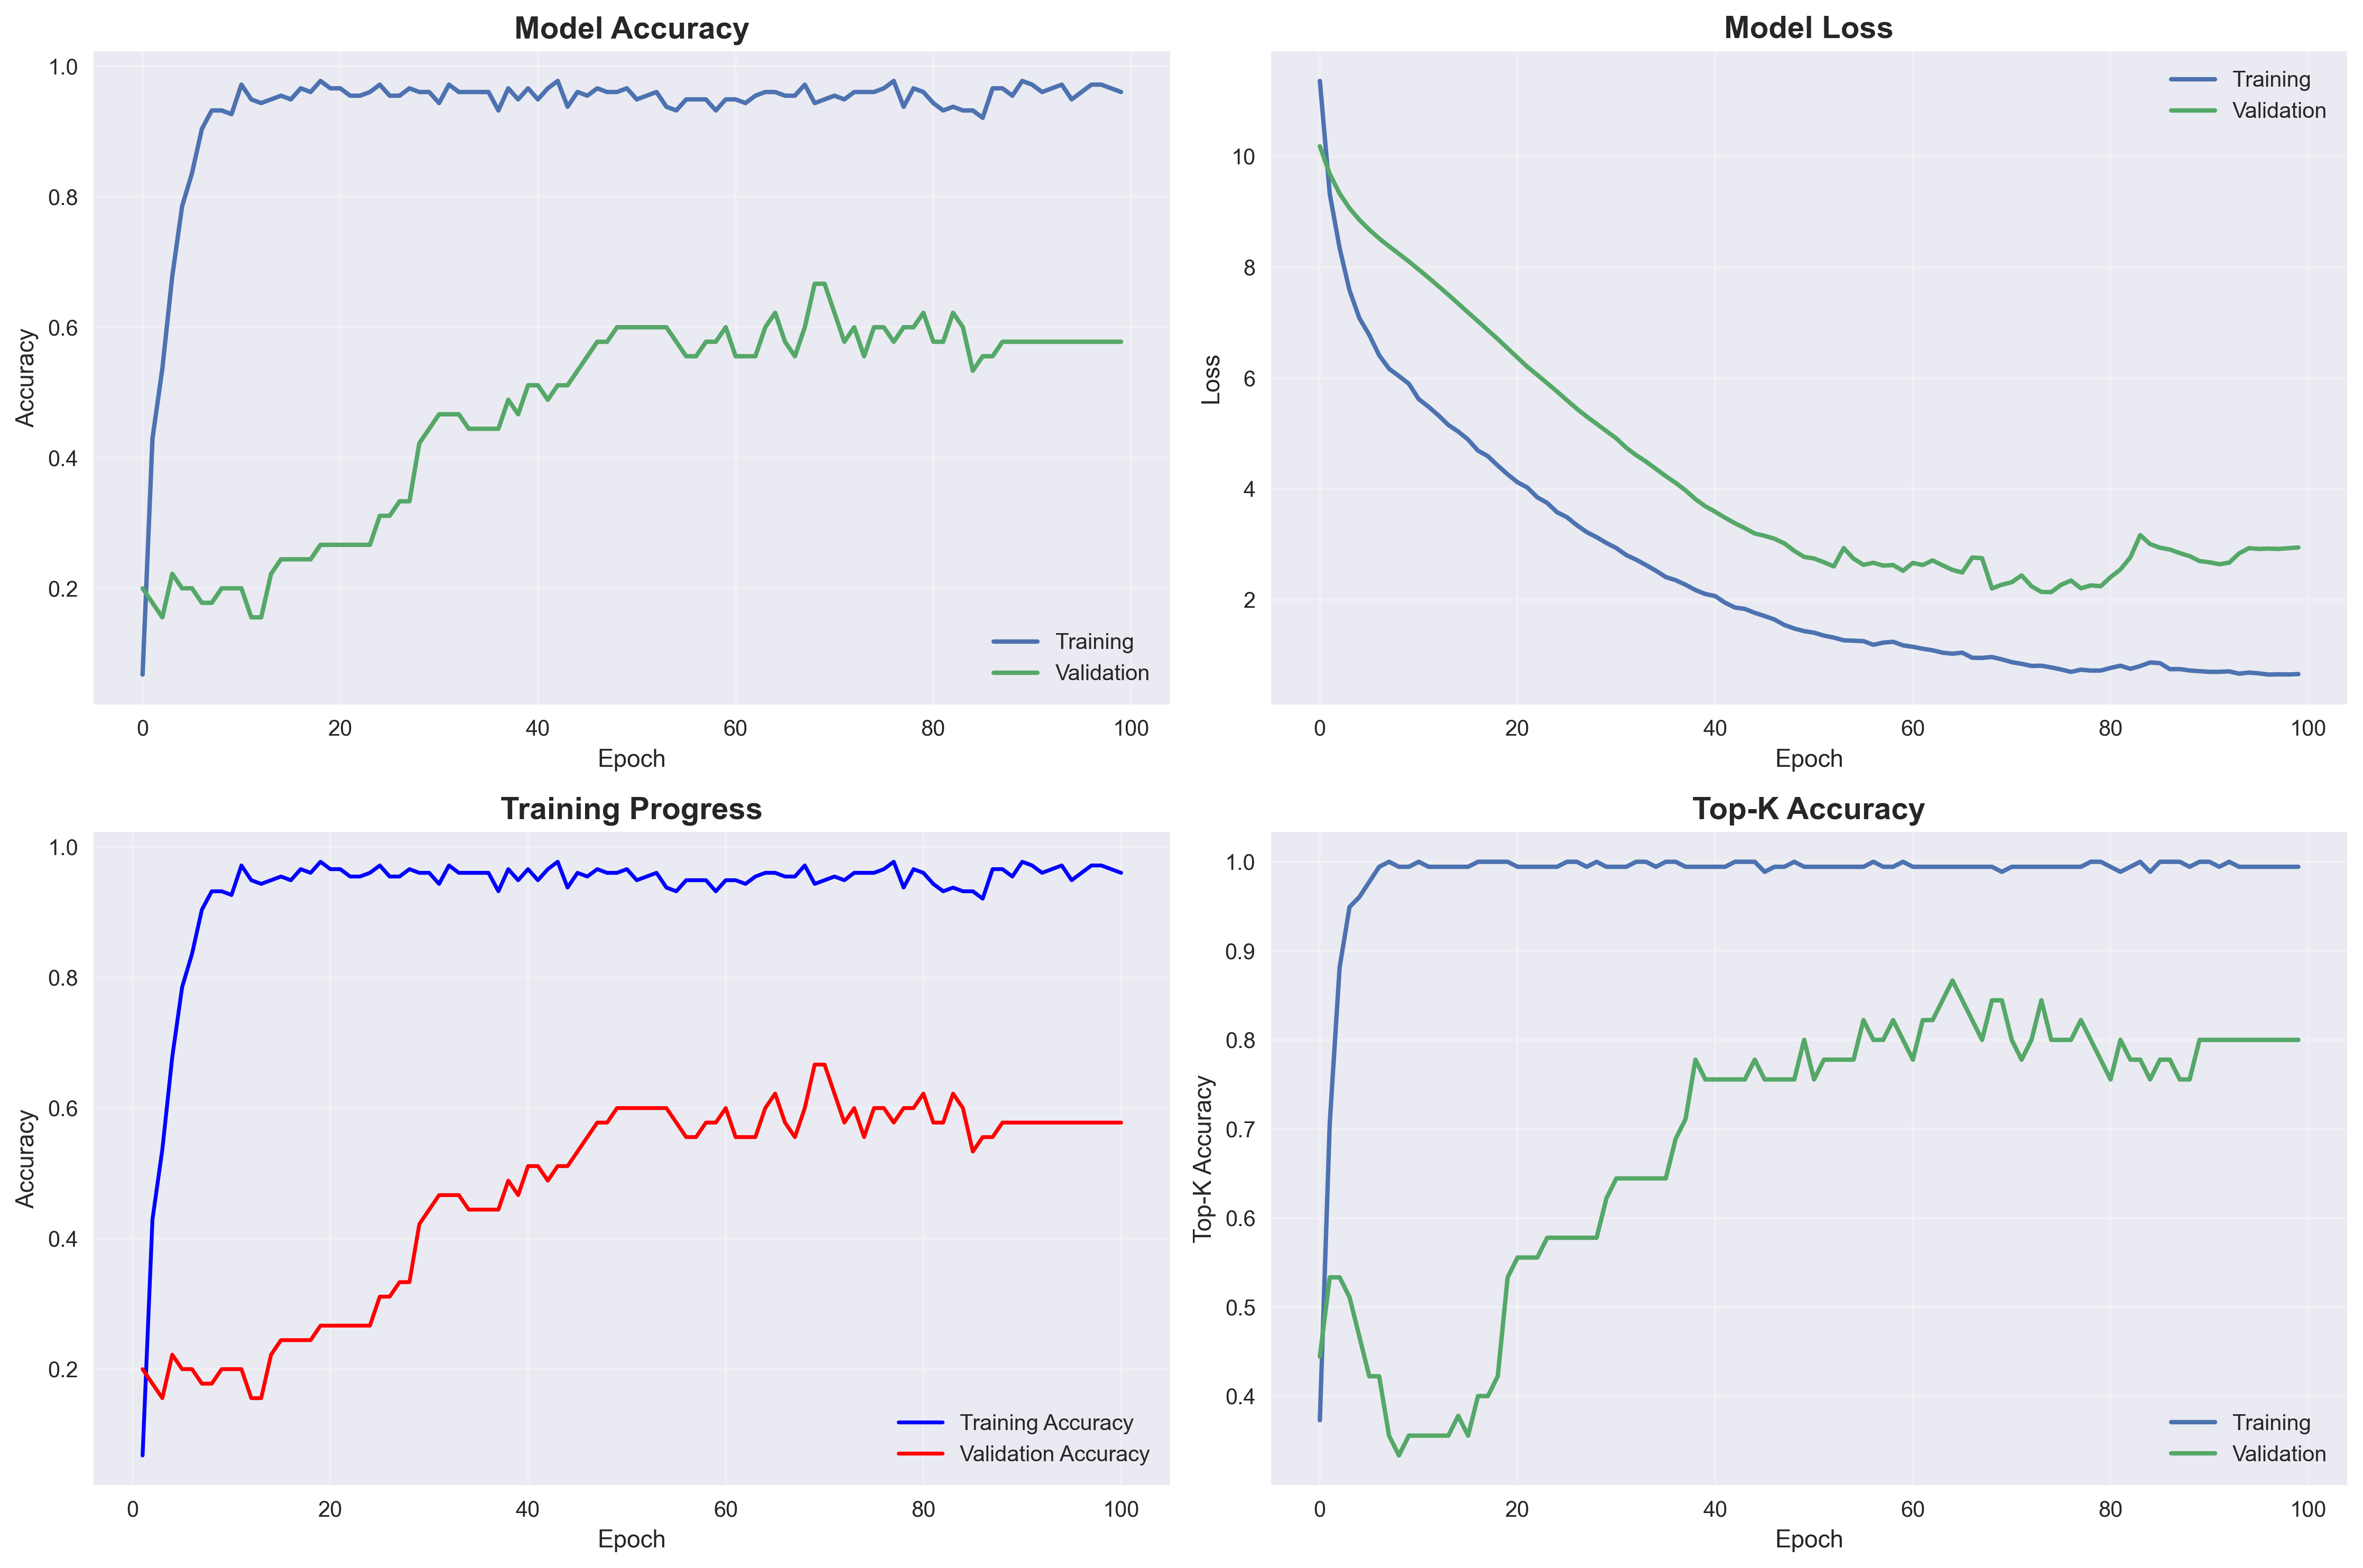 Model Accuracy
1.0
0.8
0.6
0.4
0.2
Accuracy
0 20 40 60 80 100
Epoch
Training
Validation
Model Loss
10
8
6
4
2
Loss
0 20 40 60 80 100
Epoch
Training
Validation
Training Progress
1.0
0.8
0.6
0.4
0.2
Accuracy
0 20 40 60 80 100
Epoch
Training Accuracy
Validation Accuracy
Top-K Accuracy
1.0
0.9
0.8
0.7
0.6
0.5
0.4
Top-K Accuracy
0 20 40 60 80 100
Epoch
Training
Validation